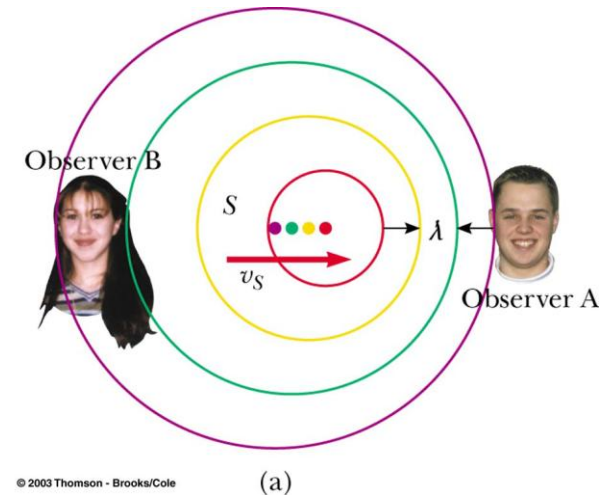 Observer B
S
λ'
v_S
Observer A
© 2003 Thomson - Brooks/Cole
(a)